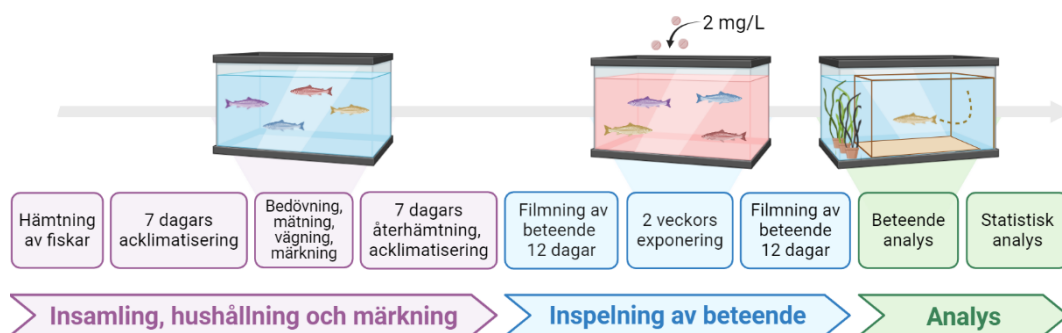 2 mg/L
Hämtning
av fiskar
7 dagars
acklimatisering
Bedövning,
mätning,
vägning,
märkning
7 dagars
återhämtning,
acklimatisering
Filmning av
beteende
12 dagar
2 veckors
exponering
Filmning av
beteende
12 dagar
Beteende
analys
Statistisk
analys
Insamling, hushållning och märkning
Inspelning av beteende
Analys